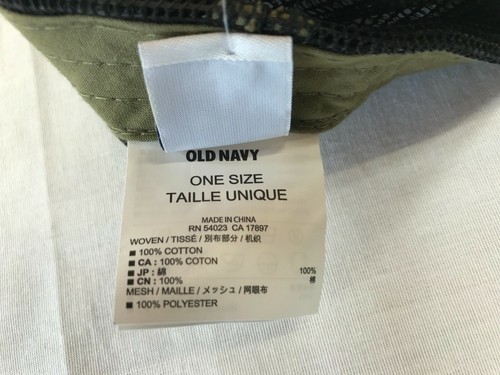 OLD NAVY
ONE SIZE
TAILLE UNIQUE
MADE IN CHINA
RN 54023 CA 17897
WOVEN / TISSÉ / 別布部分 / 机织
■ 100% COTTON
■ CA : 100% COTON
■ JP : 綿 100%
■ CN : 100% 棉
MESH / MAILLE / メッシュ / 网眼布
■ 100% POLYESTER